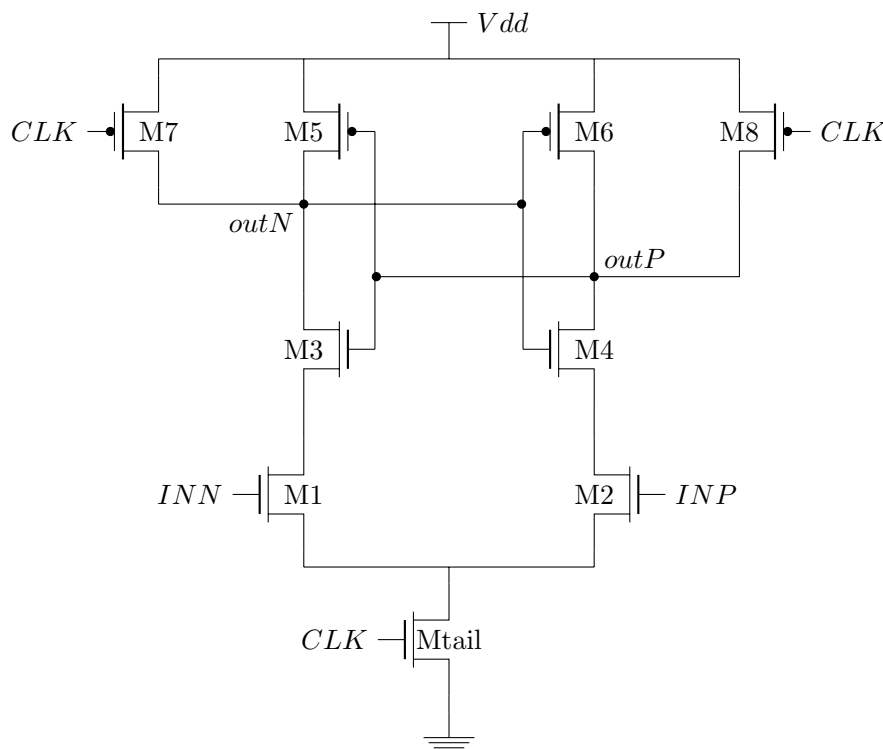 Vdd
CLK M7 M5 M6 M8 CLK
outN
outP
M3 M4
INN M1 M2 INP
CLK Mtail